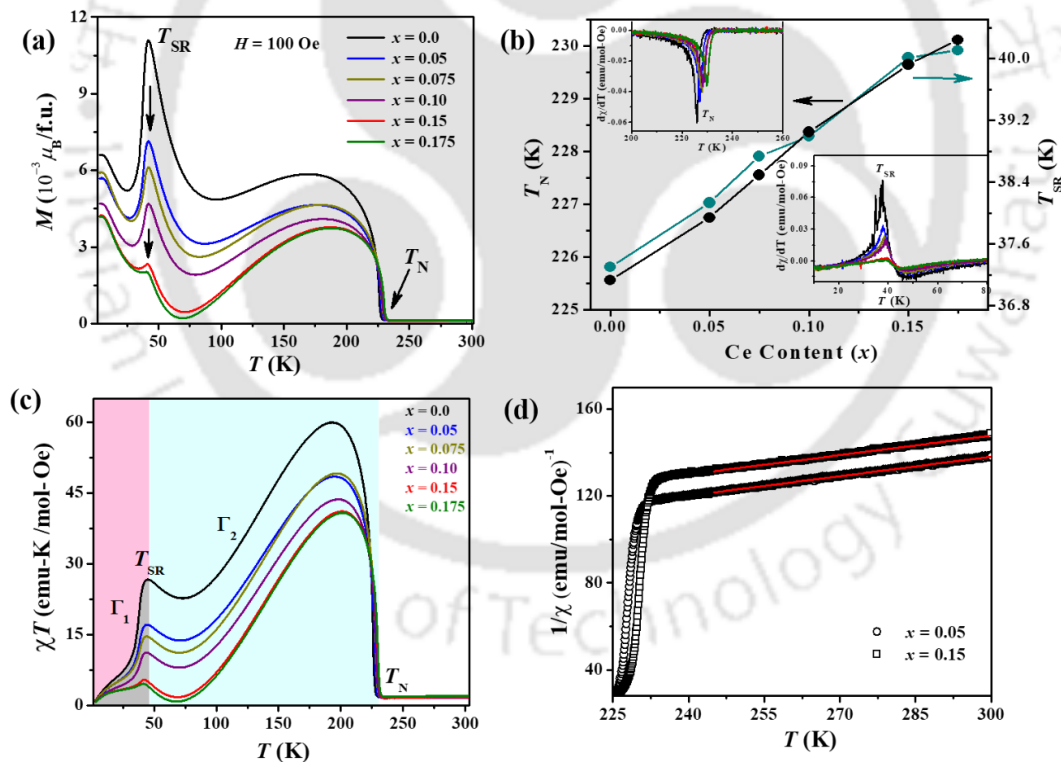 (a)
T_SR
H = 100 Oe
x = 0.0
x = 0.05
x = 0.075
x = 0.10
x = 0.15
x = 0.175
T_N
M (10⁻³ μ_B/f.u.)
12
9
6
3
0
0 50 100 150 200 250 300
T (K)
(b)
T_N (K)
230
229
228
227
226
225
0.00 0.05 0.10 0.15
Ce Content (x)
T_SR (K)
40.0
39.2
38.4
37.6
36.8
dχ/dT (emu/mol-Oe)
0.00
-0.02
-0.04
-0.06
T_N
200 220 240 260
T (K)
dχ/dT (emu/mol-Oe)
0.09
0.06
0.03
0.00
T_SR
20 40 60 80
T (K)
(c)
x = 0.0
x = 0.05
x = 0.075
x = 0.10
x = 0.15
x = 0.175
Γ₂
T_SR
Γ₁
T_N
χT (emu-K /mol- Oe)
60
45
30
15
0
50 100 150 200 250 300
T (K)
(d)
1/χ (emu/mol-Oe)⁻¹
160
120
80
40
x = 0.05
x = 0.15
225 240 255 270 285 300
T (K)
of Technology Guwahati